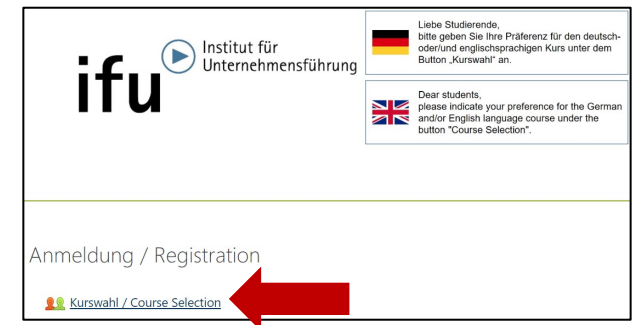 ifu
Institut für
Unternehmensführung
Liebe Studierende,
bitte geben Sie Ihre Präferenz für den deutsch-
oder/und englischsprachigen Kurs unter dem
Button „Kurswahl" an.
Dear students,
please indicate your preference for the German
and/or English language course under the
button "Course Selection".
Anmeldung / Registration
Kurswahl / Course Selection